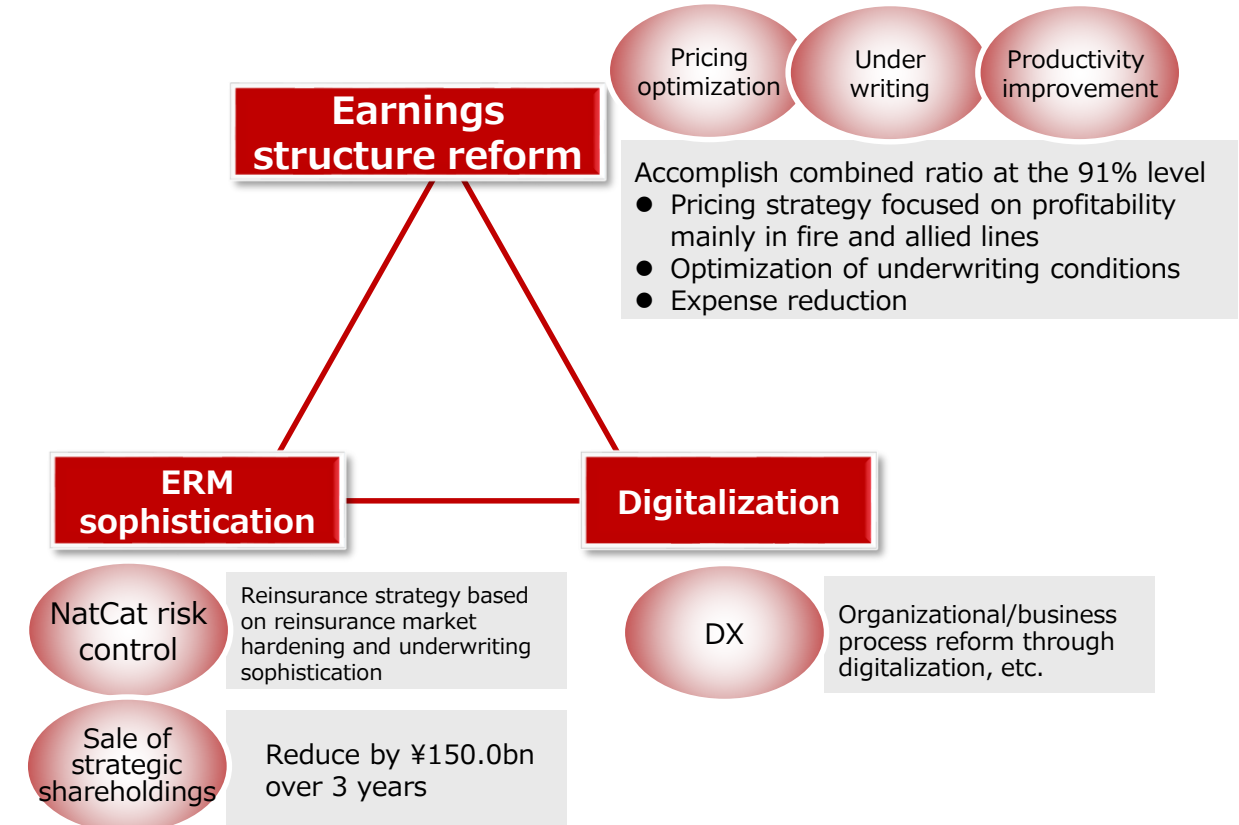 Pricing
optimization
Under
writing
Productivity
improvement
Earnings
structure reform
Accomplish combined ratio at the 91% level
● Pricing strategy focused on profitability
mainly in fire and allied lines
● Optimization of underwriting conditions
● Expense reduction
ERM
sophistication
Digitalization
NatCat risk
control
Reinsurance strategy based
on reinsurance market
hardening and underwriting
sophistication
DX
Organizational/business
process reform through
digitalization, etc.
Sale of
strategic
shareholdings
Reduce by ¥150.0bn
over 3 years